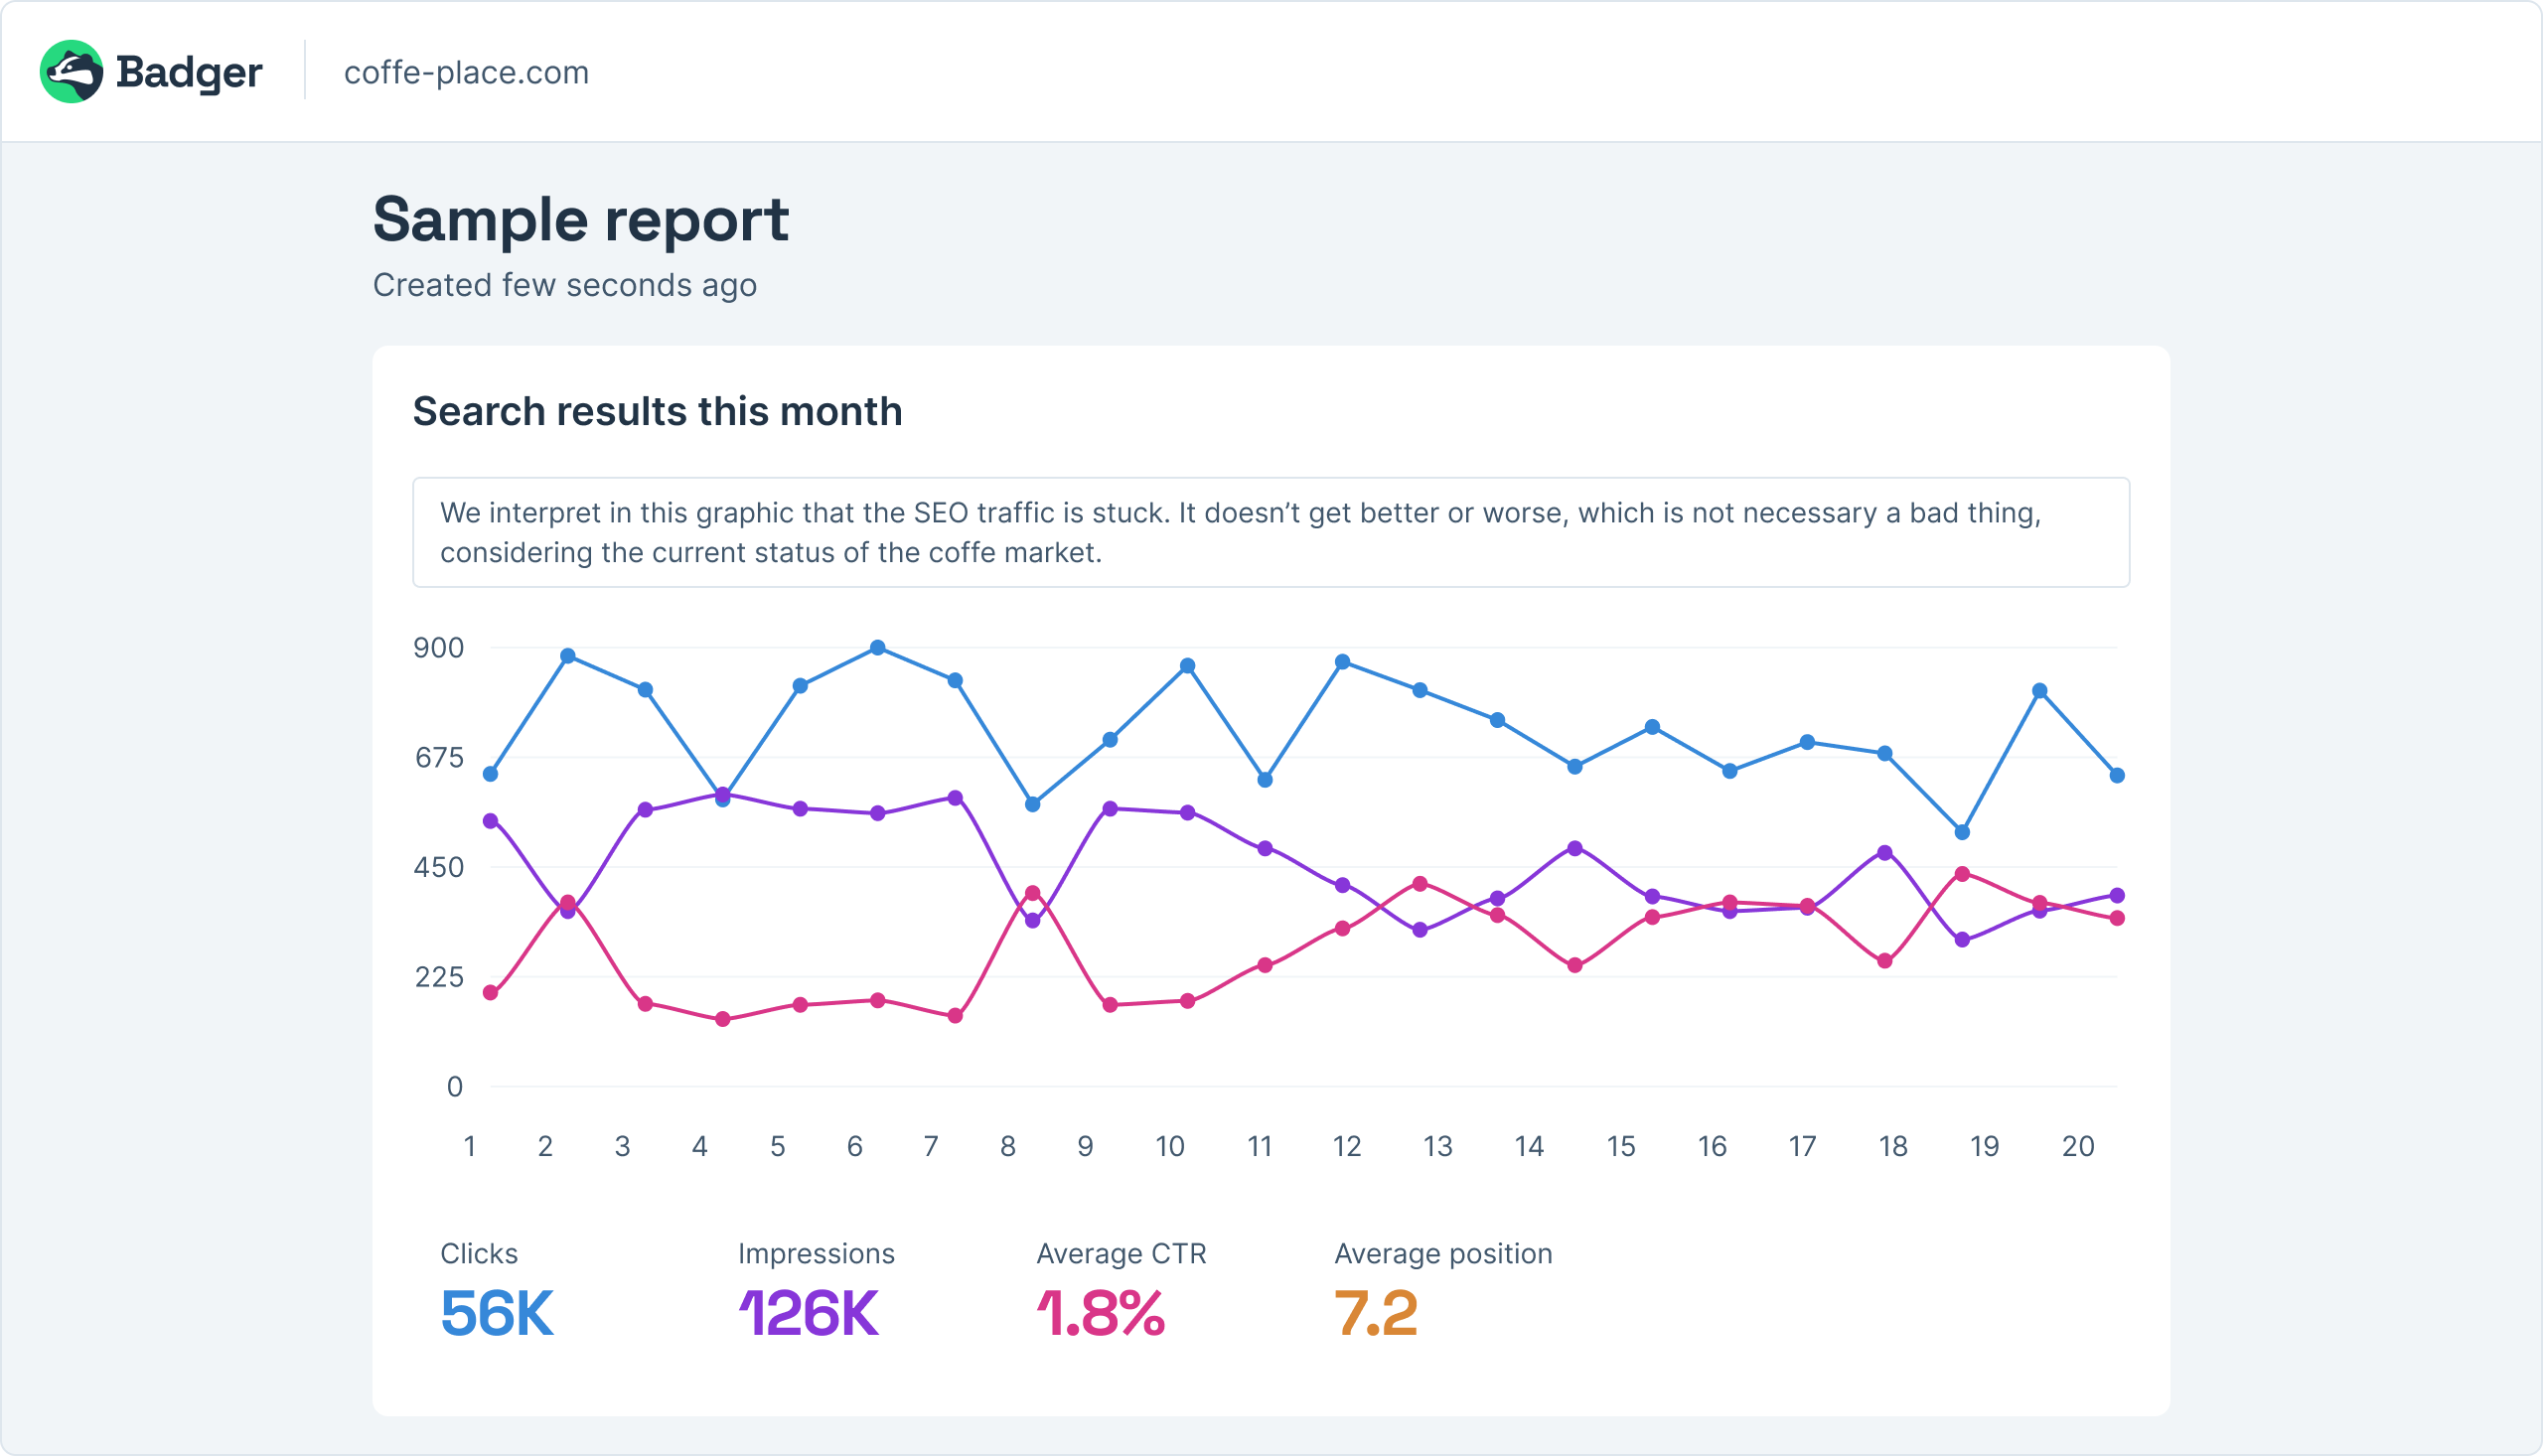 Badger
coffe-place.com
Sample report
Created few seconds ago
Search results this month
We interpret in this graphic that the SEO traffic is stuck. It doesn’t get better or worse, which is not necessary a bad thing,
considering the current status of the coffe market.
900
675
450
225
0
1 2 3 4 5 6 7 8 9 10 11 12 13 14 15 16 17 18 19 20
Clicks Impressions Average CTR Average position
56K 126K 1.8% 7.2